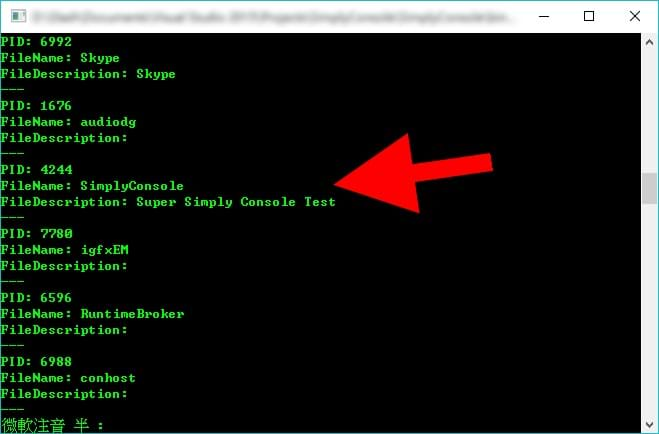 PID: 6992
FileName: Skype
FileDescription: Skype
---
PID: 1676
FileName: audiodg
FileDescription:
---
PID: 4244
FileName: SimplyConsole
FileDescription: Super Simply Console Test
---
PID: 7780
FileName: igfxEM
FileDescription:
---
PID: 6596
FileName: RuntimeBroker
FileDescription:
---
PID: 6988
FileName: conhost
FileDescription:
---
微軟注音 半 :